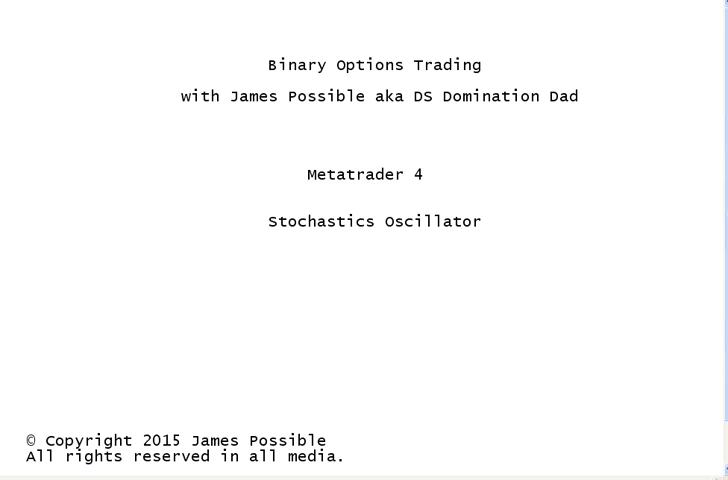 Binary Options Trading
with James Possible aka DS Domination Dad
Metatrader 4
Stochastics Oscillator
© Copyright 2015 James Possible
All rights reserved in all media.